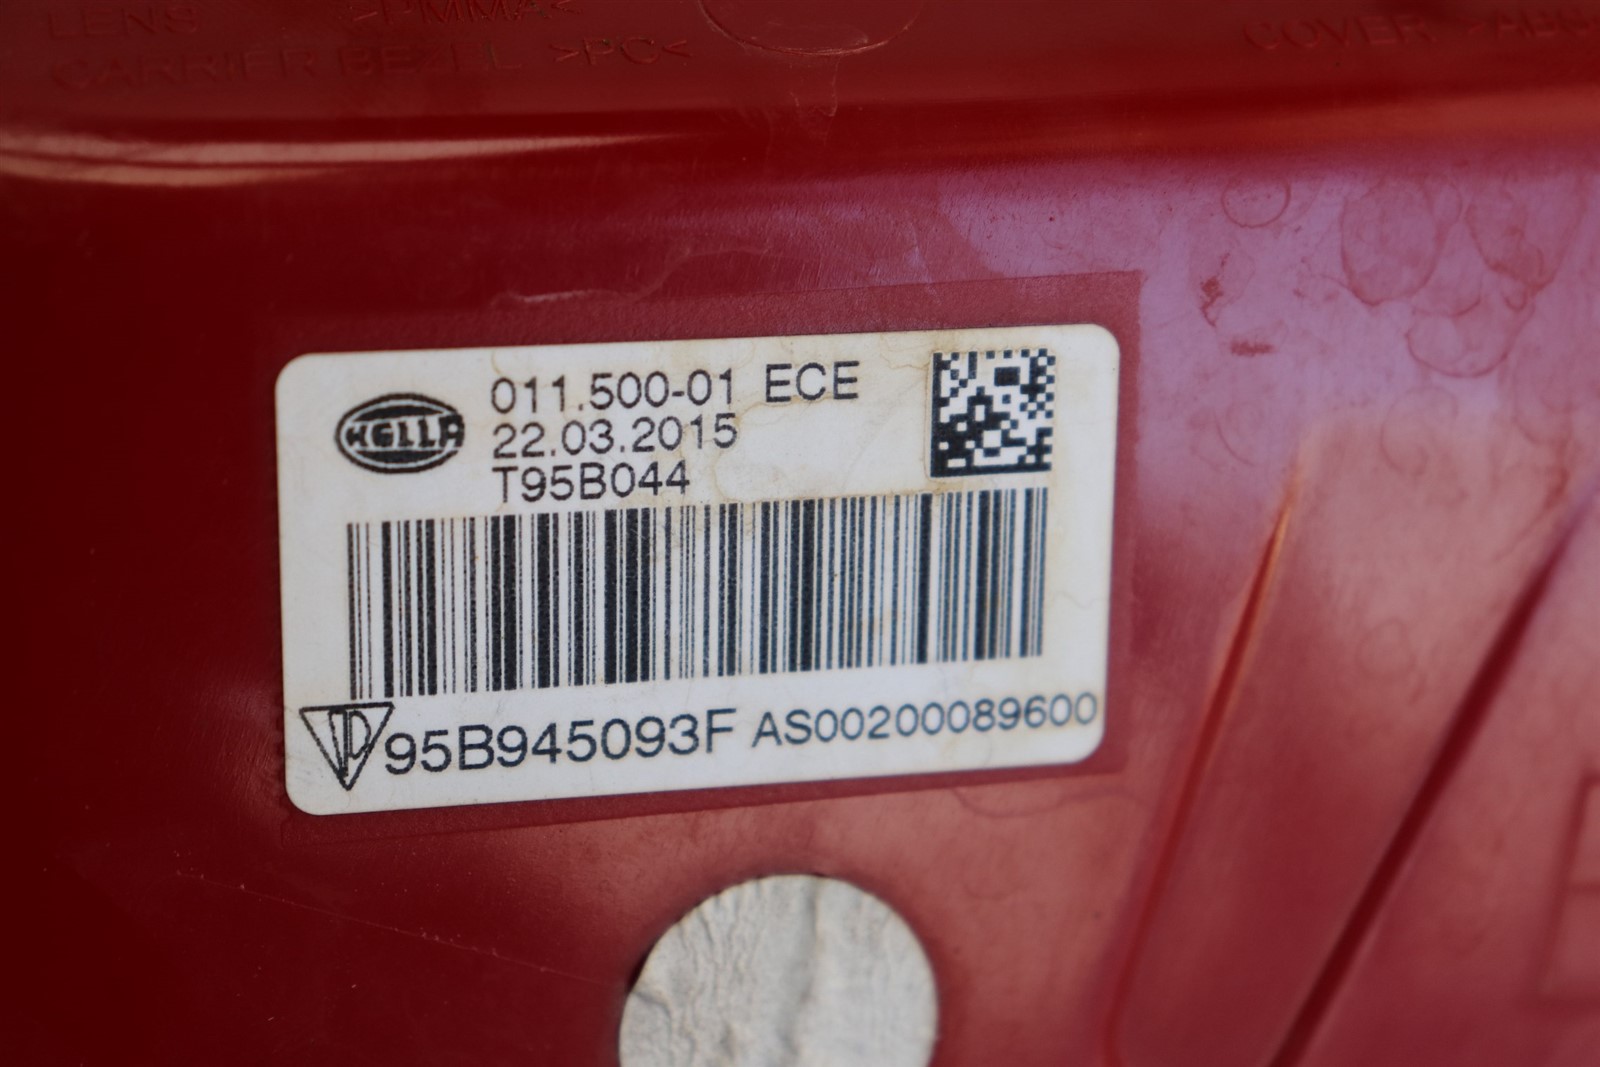 LENS >PMMA<
CARRIER BEZEL >PC<
COVER
HELLA
011.500-01 ECE
22.03.2015
T95B044
95B945093F AS00200089600